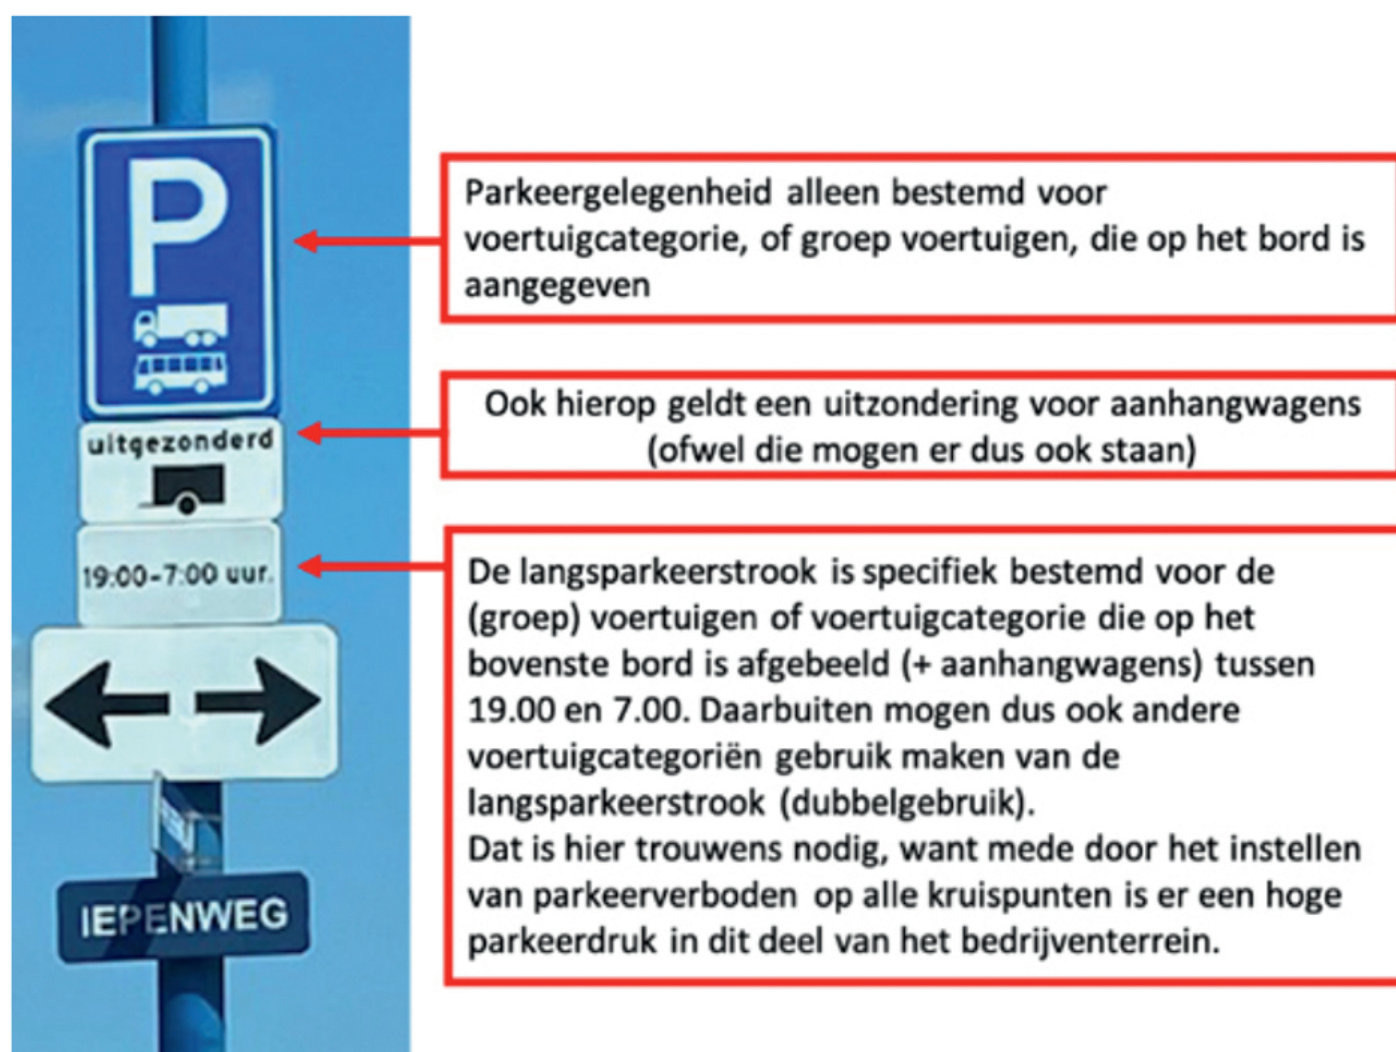 P
uitgezonderd
19:00-7:00 uur.
IEPENWEG
Parkeergelegenheid alleen bestemd voor
voertuigcategorie, of groep voertuigen, die op het bord is
aangegeven
Ook hierop geldt een uitzondering voor aanhangwagens
(ofwel die mogen er dus ook staan)
De langsparkeerstrook is specifiek bestemd voor de
(groep) voertuigen of voertuigcategorie die op het
bovenste bord is afgebeeld (+ aanhangwagens) tussen
19.00 en 7.00. Daarbuiten mogen dus ook andere
voertuigcategoriën gebruik maken van de
langsparkeerstrook (dubbelgebruik).
Dat is hier trouwens nodig, want mede door het instellen
van parkeerverboden op alle kruispunten is er een hoge
parkeerdruk in dit deel van het bedrijventerrein.